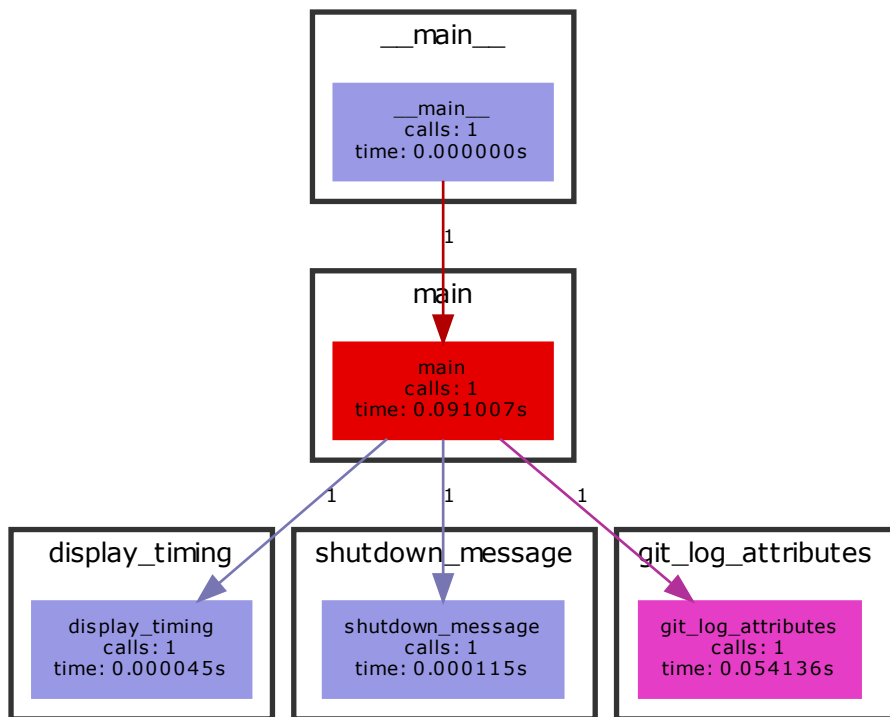 __main__
__main__
calls: 1
time: 0.000000s
1
main
main
calls: 1
time: 0.091007s
1
1
1
display_timing
shutdown_message
git_log_attributes
display_timing
calls: 1
time: 0.000045s
shutdown_message
calls: 1
time: 0.000115s
git_log_attributes
calls: 1
time: 0.054136s